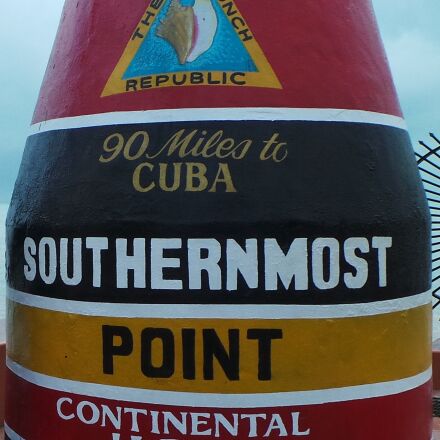 THE CONCH
REPUBLIC
90 Miles to
CUBA
SOUTHERNMOST
POINT
CONTINENTAL